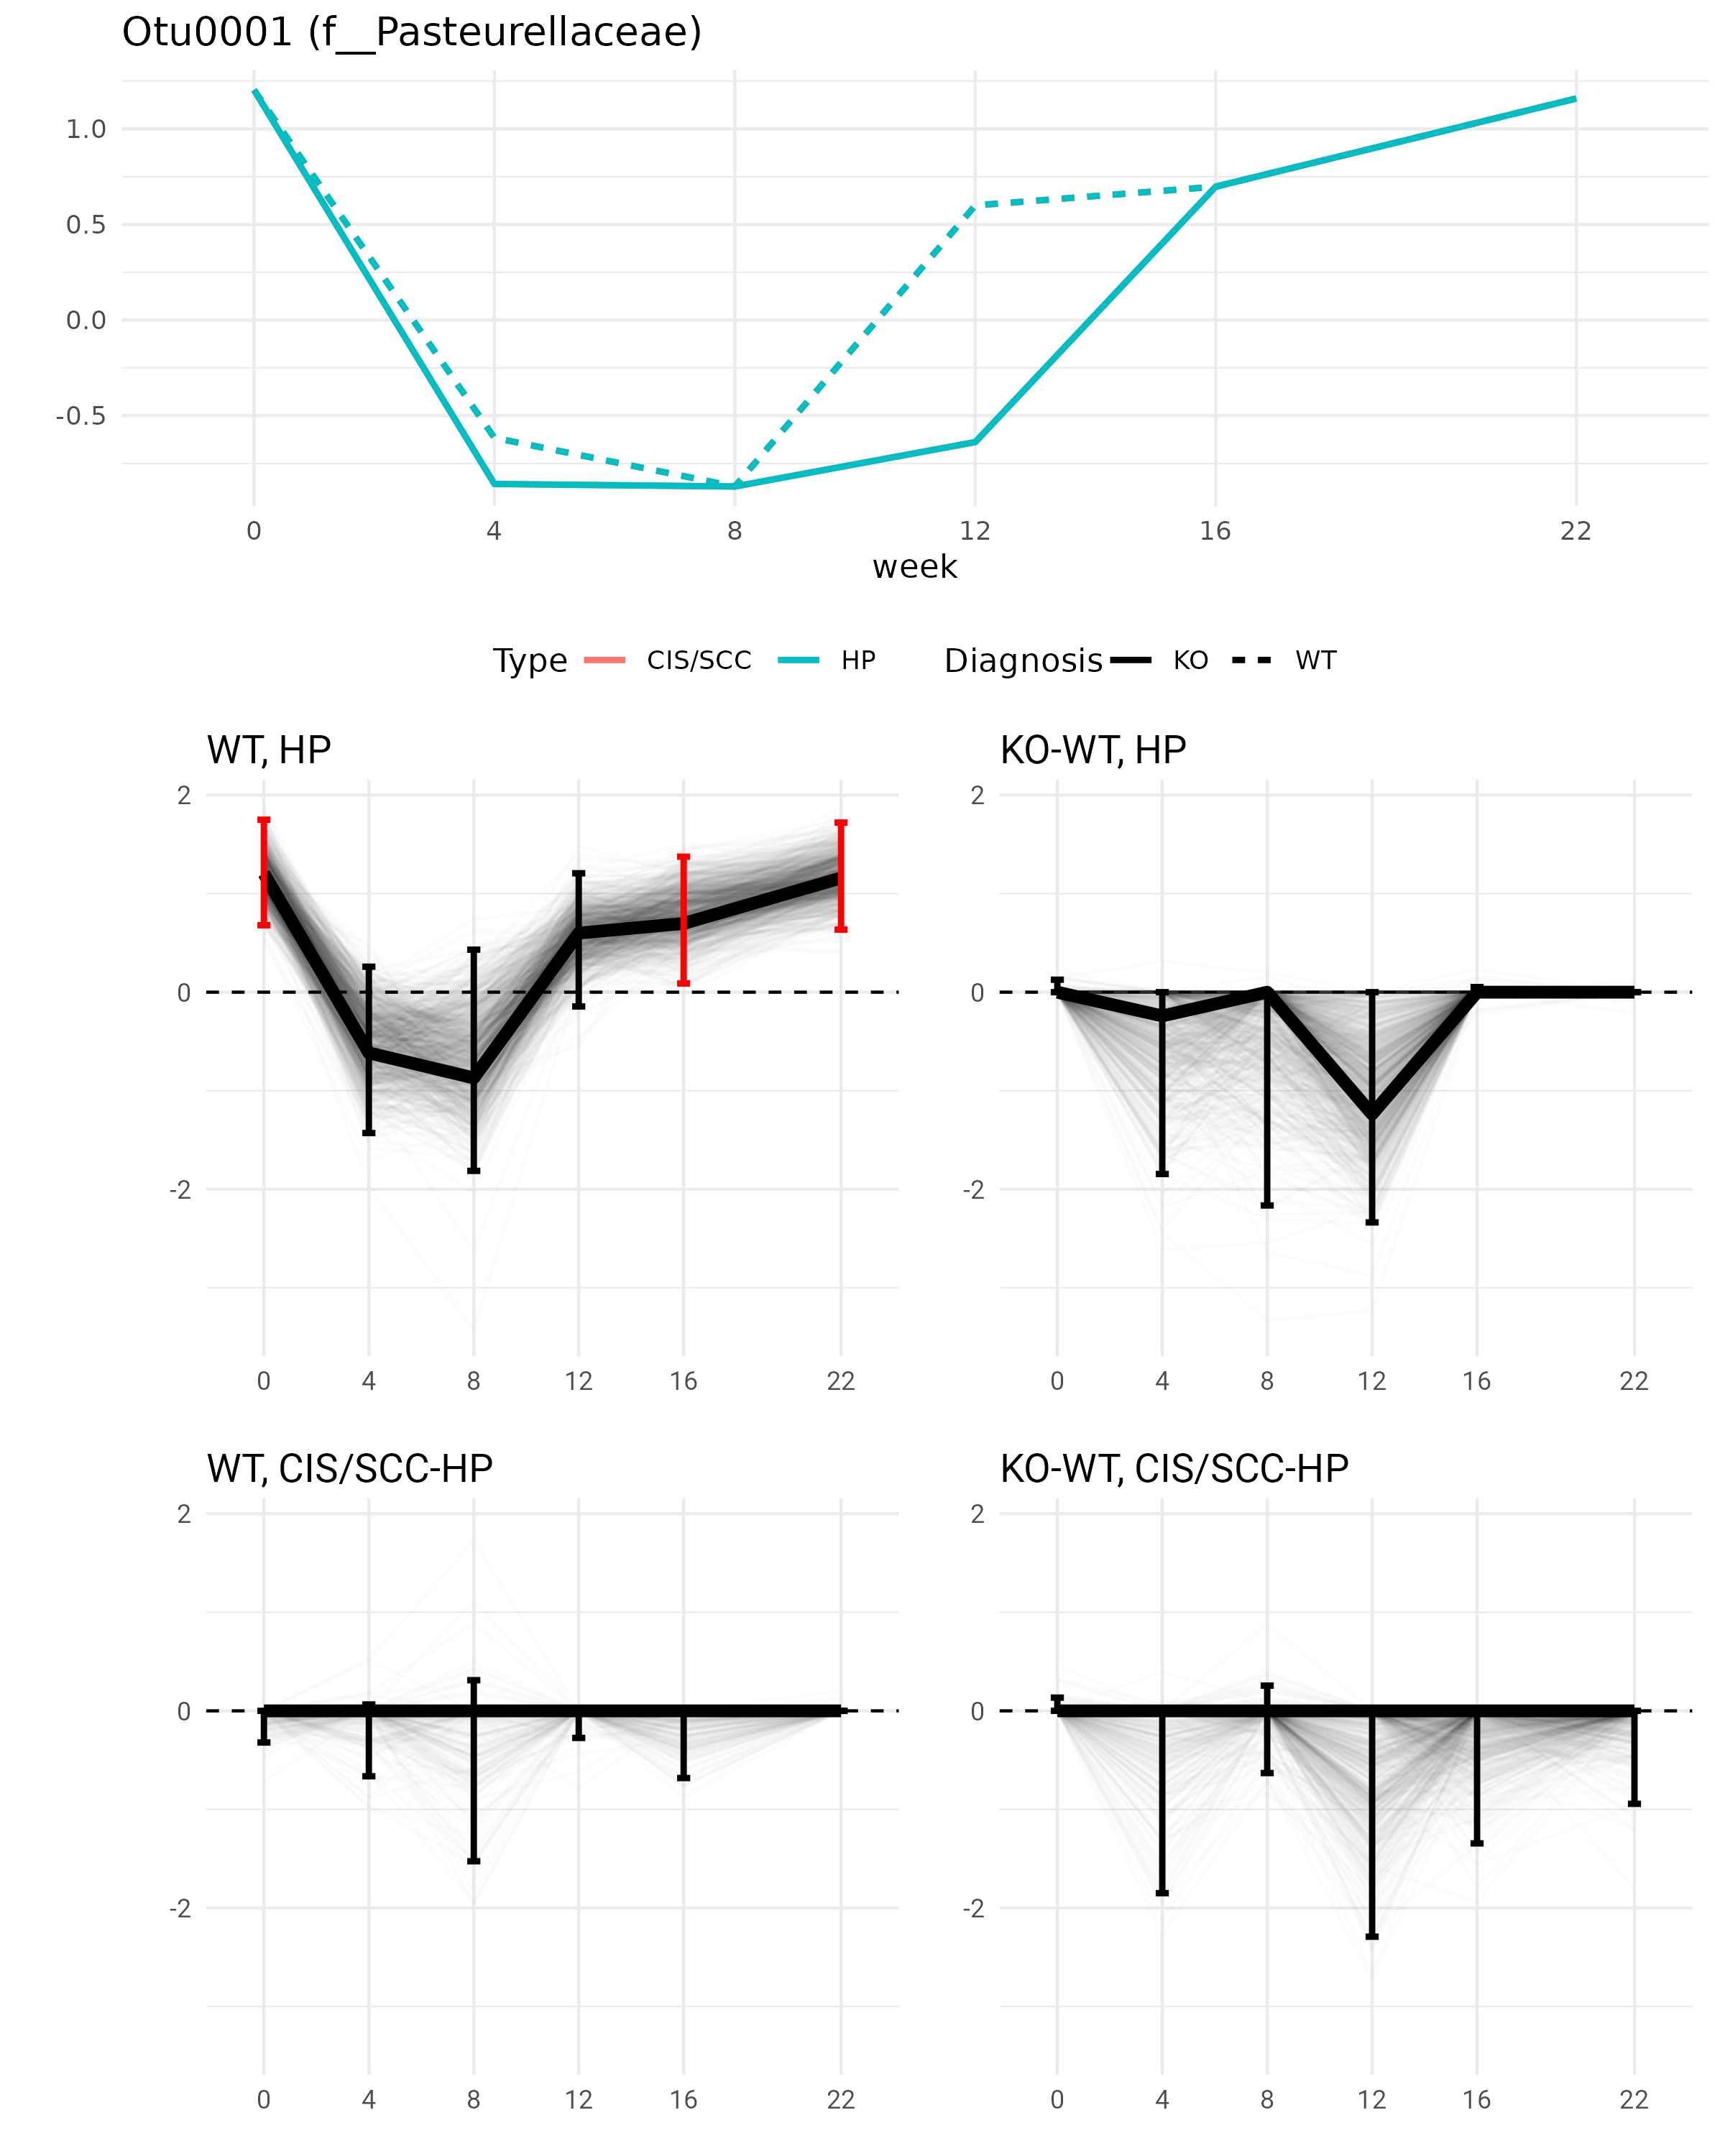 Otu0001 (f__Pasteurellaceae)
1.0
0.5
0.0
-0.5
0 4 8 12 16 22
week
Type CIS/SCC HP Diagnosis KO WT
WT, HP
2
0
-2
0 4 8 12 16 22
KO-WT, HP
2
0
-2
0 4 8 12 16 22
WT, CIS/SCC-HP
2
0
-2
0 4 8 12 16 22
KO-WT, CIS/SCC-HP
2
0
-2
0 4 8 12 16 22